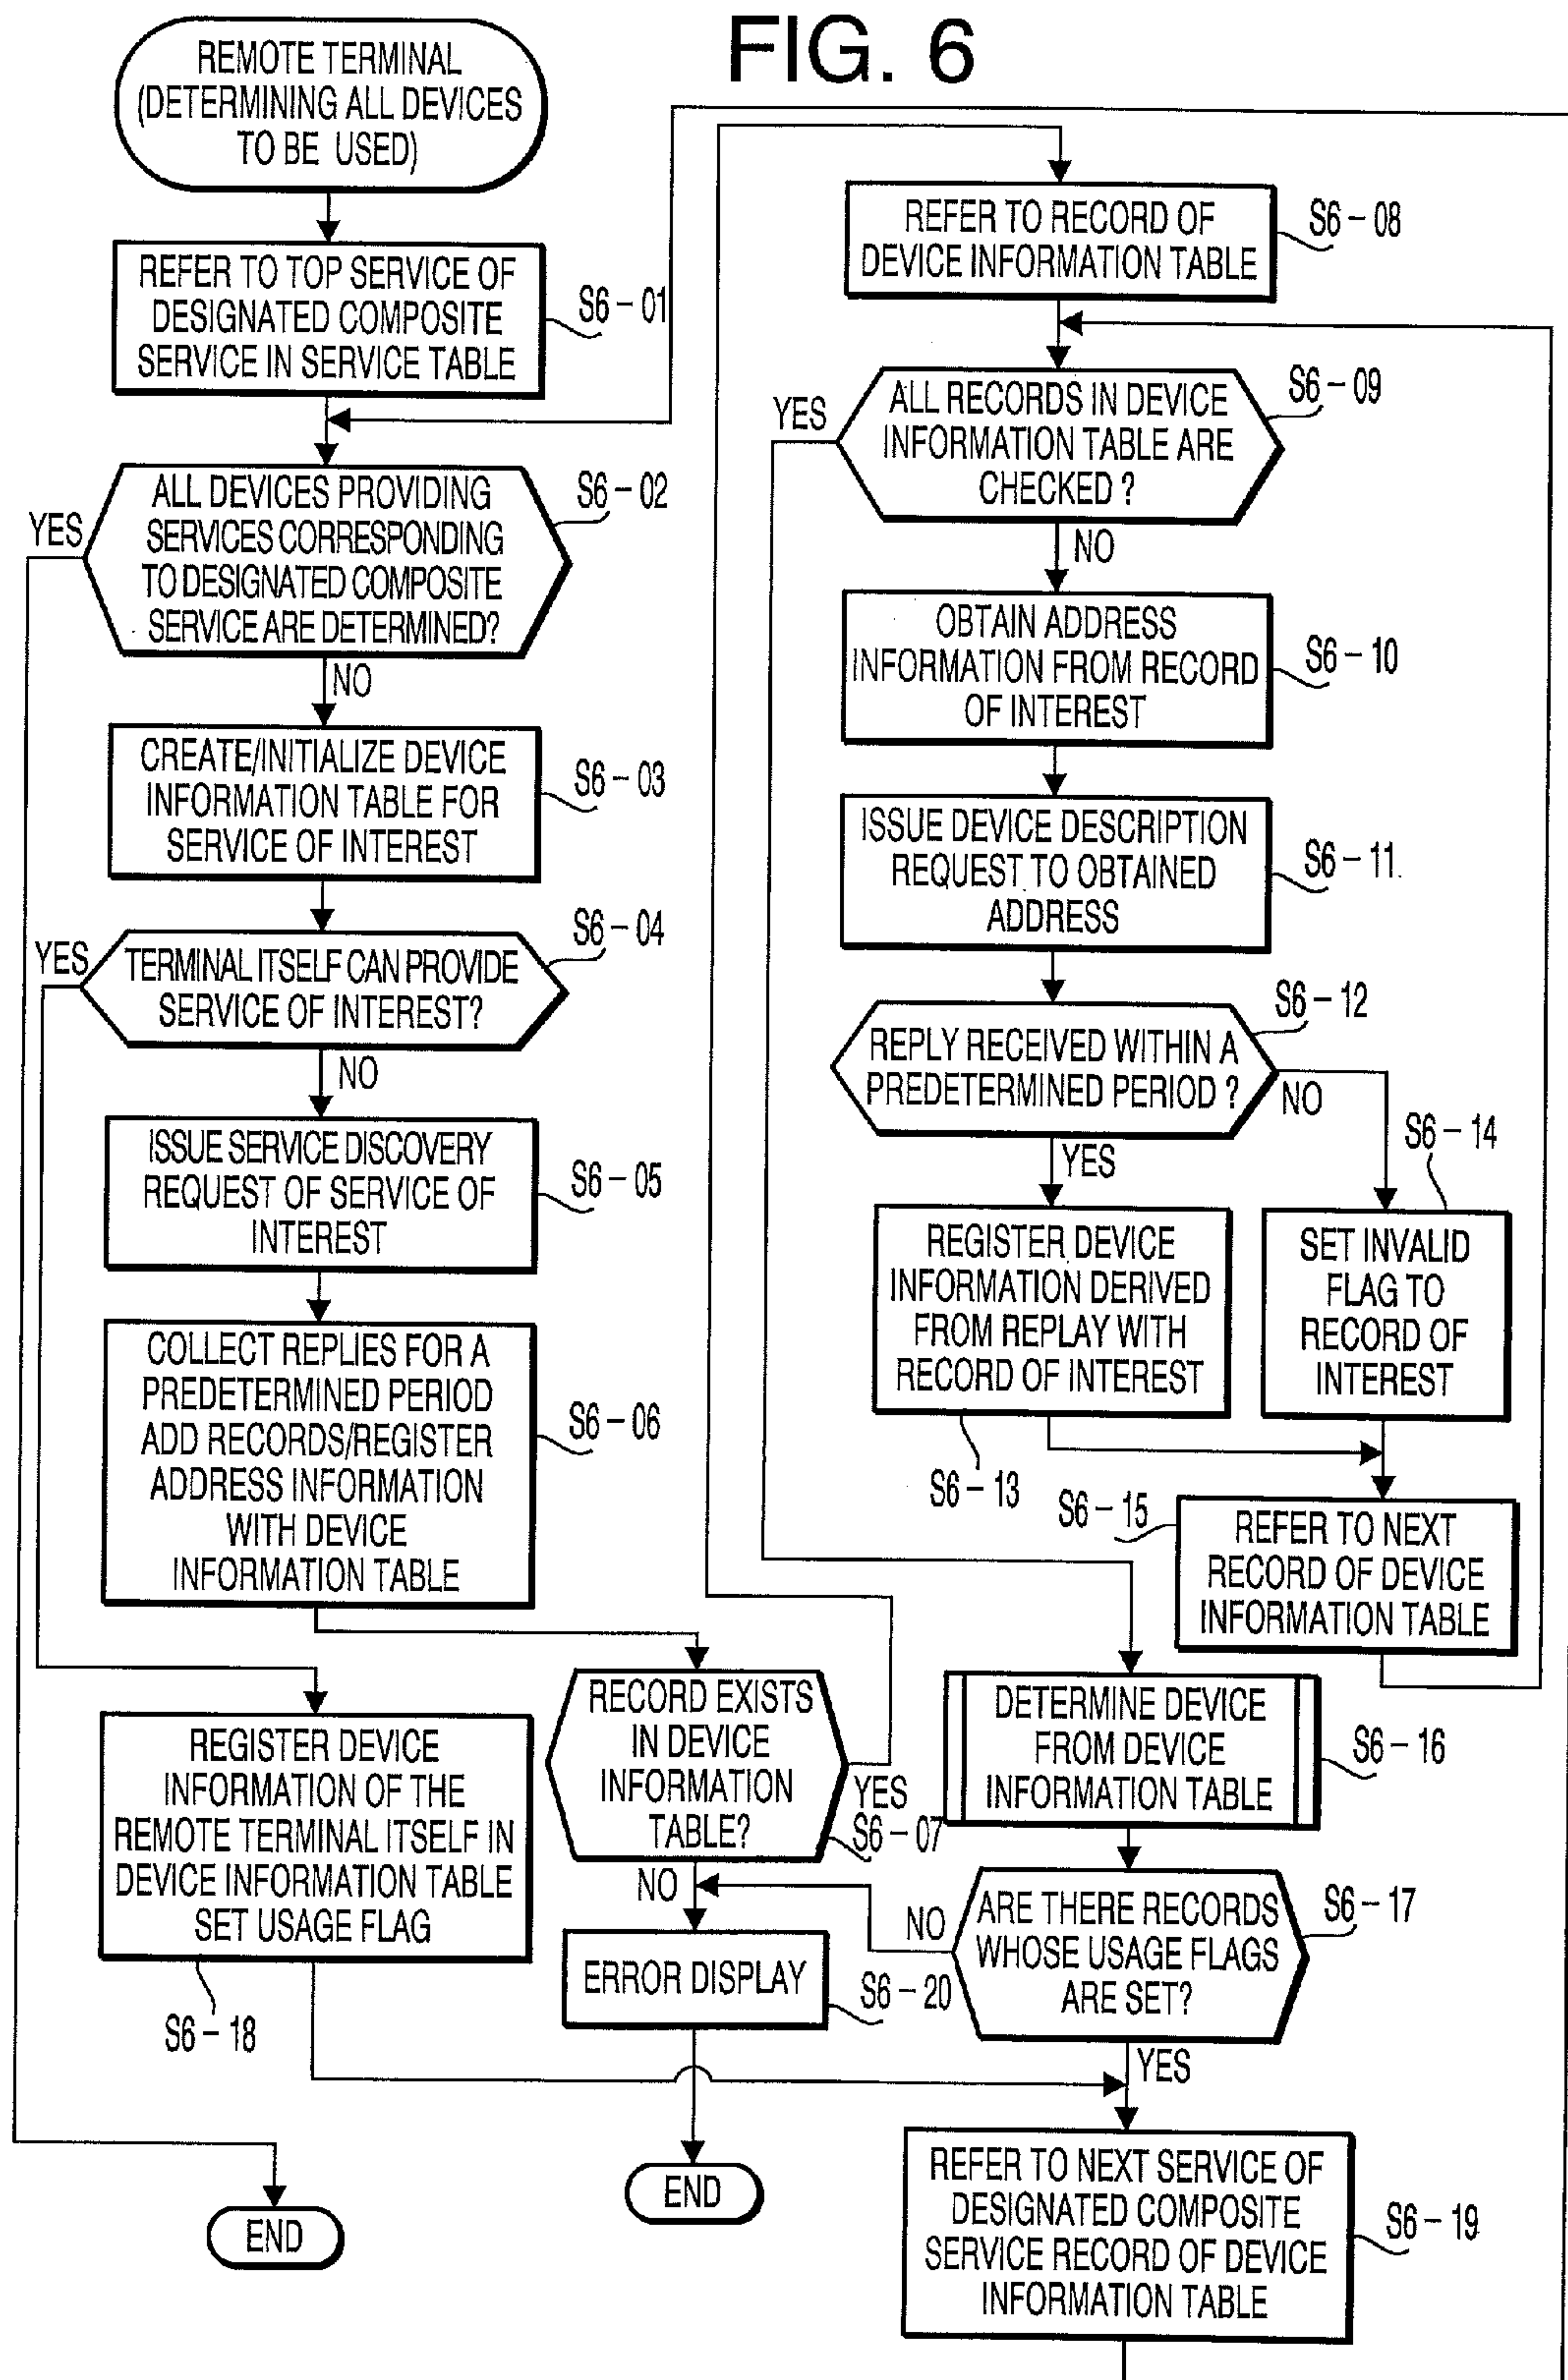 FIG. 6
REMOTE TERMINAL
(DETERMINING ALL DEVICES
TO BE USED)
REFER TO TOP SERVICE OF
DESIGNATED COMPOSITE
SERVICE IN SERVICE TABLE
S6-01
ALL DEVICES PROVIDING
SERVICES CORRESPONDING
TO DESIGNATED COMPOSITE
SERVICE ARE DETERMINED?
S6-02
YES
NO
CREATE/INITIALIZE DEVICE
INFORMATION TABLE FOR
SERVICE OF INTEREST
S6-03
TERMINAL ITSELF CAN PROVIDE
SERVICE OF INTEREST?
S6-04
YES
NO
ISSUE SERVICE DISCOVERY
REQUEST OF SERVICE OF
INTEREST
S6-05
COLLECT REPLIES FOR A
PREDETERMINED PERIOD
ADD RECORDS/REGISTER
ADDRESS INFORMATION
WITH DEVICE
INFORMATION TABLE
S6-06
REGISTER DEVICE
INFORMATION OF THE
REMOTE TERMINAL ITSELF IN
DEVICE INFORMATION TABLE
SET USAGE FLAG
S6-18
END
RECORD EXISTS
IN DEVICE
INFORMATION
TABLE?
YES
S6-07
NO
ERROR DISPLAY
S6-20
END
REFER TO RECORD OF
DEVICE INFORMATION TABLE
S6-08
ALL RECORDS IN DEVICE
INFORMATION TABLE ARE
CHECKED ?
S6-09
YES
NO
OBTAIN ADDRESS
INFORMATION FROM RECORD
OF INTEREST
S6-10
ISSUE DEVICE DESCRIPTION
REQUEST TO OBTAINED
ADDRESS
S6-11
REPLY RECEIVED WITHIN A
PREDETERMINED PERIOD ?
S6-12
NO
YES
REGISTER DEVICE
INFORMATION DERIVED
FROM REPLAY WITH
RECORD OF INTEREST
S6-13
S6-14
SET INVALID
FLAG TO
RECORD OF
INTEREST
S6-15
REFER TO NEXT
RECORD OF DEVICE
INFORMATION TABLE
DETERMINE DEVICE
FROM DEVICE
INFORMATION TABLE
S6-16
ARE THERE RECORDS
WHOSE USAGE FLAGS
ARE SET?
S6-17
NO
YES
REFER TO NEXT SERVICE OF
DESIGNATED COMPOSITE
SERVICE RECORD OF DEVICE
INFORMATION TABLE
S6-19